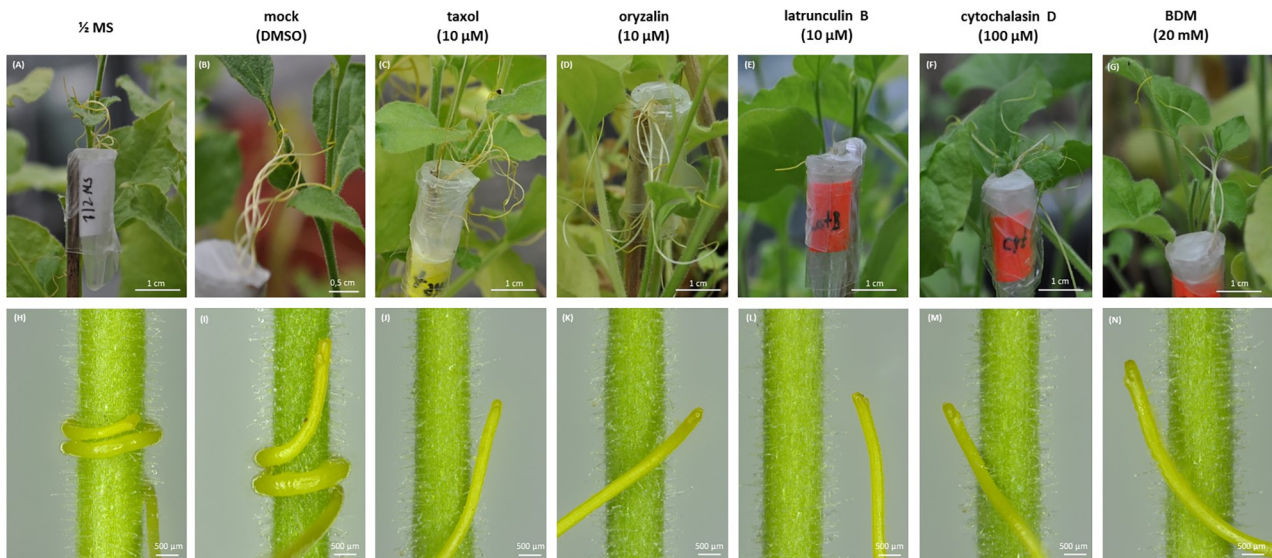 ½ MS
mock
(DMSO)
taxol
(10 µM)
oryzalin
(10 µM)
latrunculin B
(10 µM)
cytochalasin D
(100 µM)
BDM
(20 mM)
(A)
(B)
(C)
(D)
(E)
(F)
(G)
1/2 MS
1 cm
0,5 cm
1 cm
1 cm
1 cm
1 cm
1 cm
(H)
(I)
(J)
(K)
(L)
(M)
(N)
500 µm
500 µm
500 µm
500 µm
500 µm
500 µm
500 µm